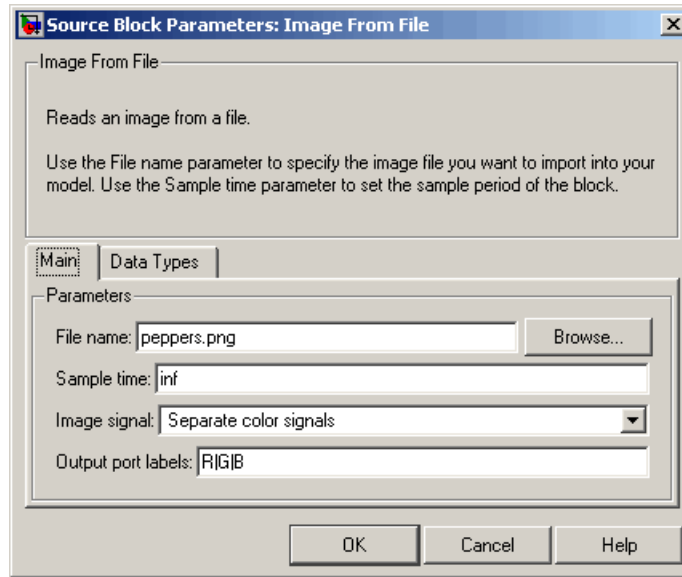 Source Block Parameters: Image From File
Image From File
Reads an image from a file.
Use the File name parameter to specify the image file you want to import into your
model. Use the Sample time parameter to set the sample period of the block.
Main Data Types
Parameters
File name: peppers.png Browse...
Sample time: inf
Image signal: Separate color signals
Output port labels: R|G|B
OK Cancel Help